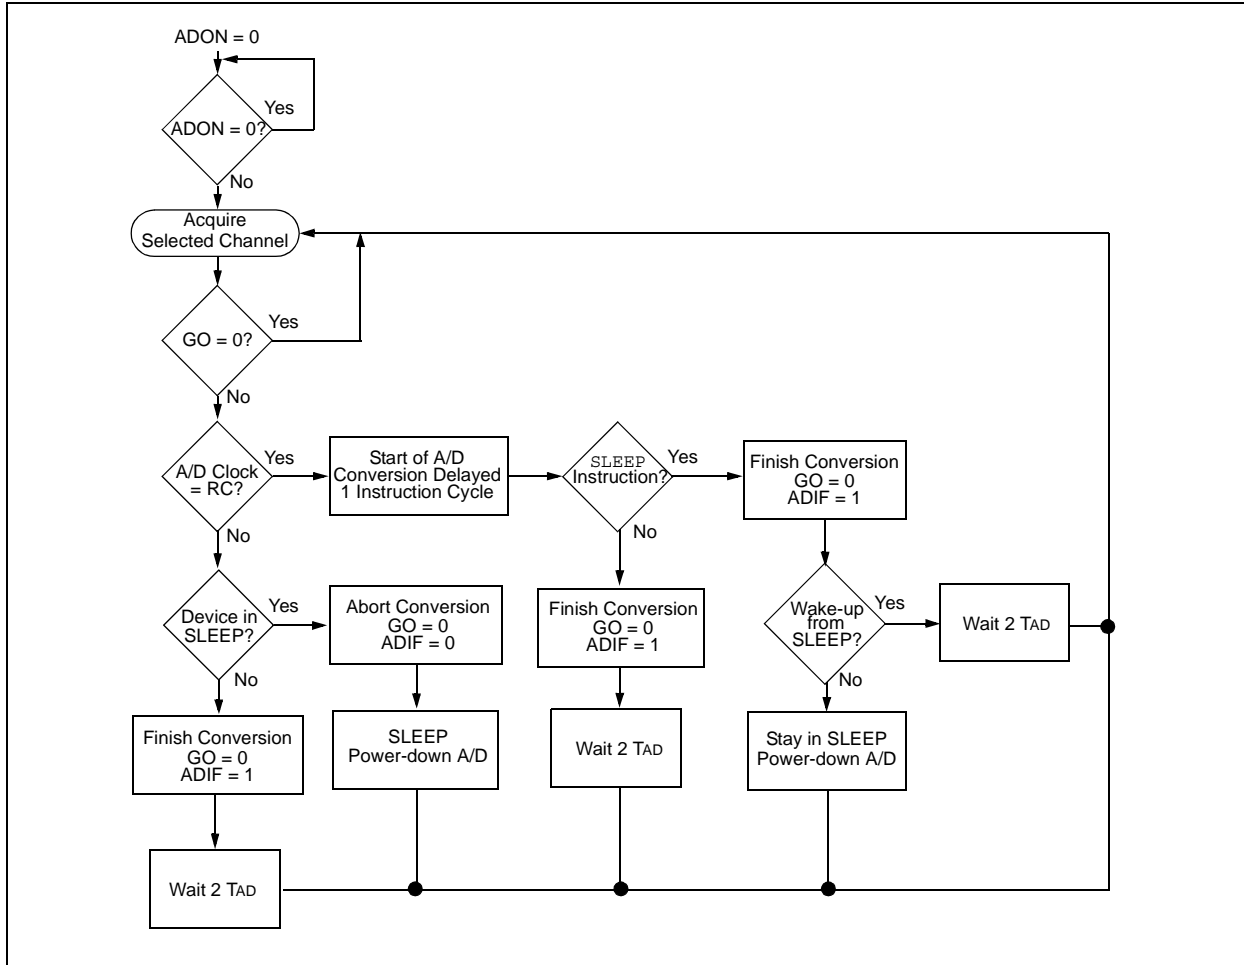 ADON = 0
Yes
ADON = 0?
No
Acquire
Selected Channel
Yes
GO = 0?
No
A/D Clock
= RC?
Yes
Start of A/D
Conversion Delayed
1 Instruction Cycle
SLEEP
Instruction?
Yes
Finish Conversion
GO = 0
ADIF = 1
No
No
Device in
SLEEP?
Yes
Abort Conversion
GO = 0
ADIF = 0
Finish Conversion
GO = 0
ADIF = 1
Wake-up
from
SLEEP?
Yes
Wait 2 TAD
No
No
Finish Conversion
GO = 0
ADIF = 1
SLEEP
Power-down A/D
Wait 2 TAD
Stay in SLEEP
Power-down A/D
Wait 2 TAD